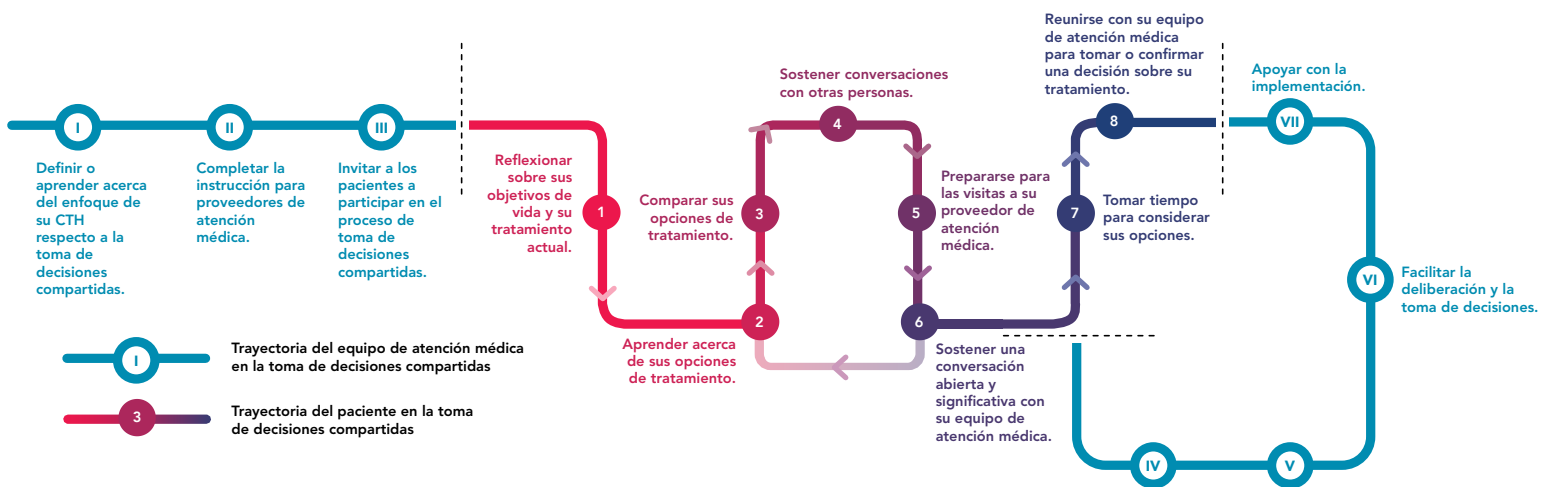 I
Definir o
aprender acerca
del enfoque de
su CTH
respecto a la
toma de
decisiones
compartidas.
II
Completar la
instrucción para
proveedores de
atención
médica.
III
Invitar a los
pacientes a
participar en el
proceso de
toma de
decisiones
compartidas.
1
Reflexionar
sobre sus
objetivos de
vida y su
tratamiento
actual.
2
Aprender acerca
de sus opciones
de tratamiento.
3
Comparar sus
opciones de
tratamiento.
4
Sostener conversaciones
con otras personas.
5
Prepararse para
las visitas a su
proveedor de
atención
médica.
6
Sostener una
conversación
abierta y
significativa con
su equipo de
atención médica.
7
Tomar tiempo
para considerar
sus opciones.
8
Reunirse con su equipo
de atención médica
para tomar o confirmar
una decisión sobre su
tratamiento.
IV
V
VI
Facilitar la
deliberación y la
toma de decisiones.
VII
Apoyar con la
implementación.
I
Trayectoria del equipo de atención médica
en la toma de decisiones compartidas
3
Trayectoria del paciente en la toma
de decisiones compartidas